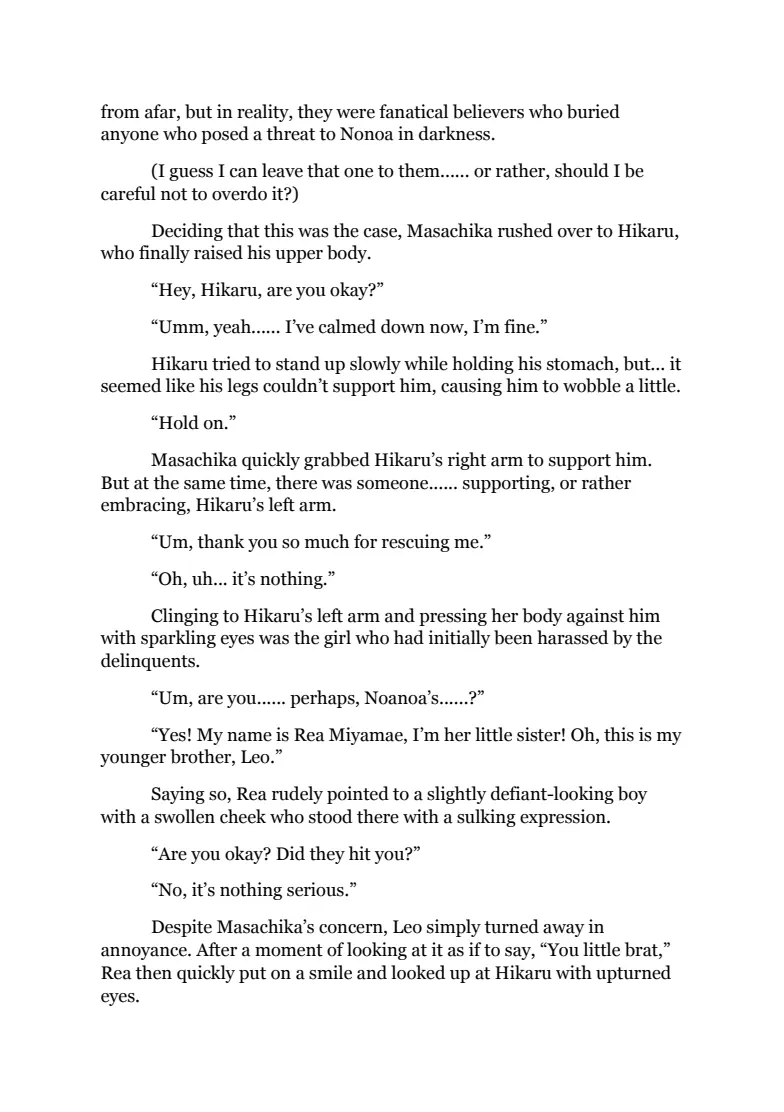 from afar, but in reality, they were fanatical believers who buried
anyone who posed a threat to Nonoa in darkness.
(I guess I can leave that one to them...... or rather, should I be
careful not to overdo it?)
Deciding that this was the case, Masachika rushed over to Hikaru,
who finally raised his upper body.
“Hey, Hikaru, are you okay?”
“Umm, yeah...... I’ve calmed down now, I’m fine.”
Hikaru tried to stand up slowly while holding his stomach, but... it
seemed like his legs couldn’t support him, causing him to wobble a little.
“Hold on.”
Masachika quickly grabbed Hikaru’s right arm to support him.
But at the same time, there was someone...... supporting, or rather
embracing, Hikaru’s left arm.
“Um, thank you so much for rescuing me.”
“Oh, uh... it’s nothing.”
Clinging to Hikaru’s left arm and pressing her body against him
with sparkling eyes was the girl who had initially been harassed by the
delinquents.
“Um, are you...... perhaps, Noanoa’s......?”
“Yes! My name is Rea Miyamae, I’m her little sister! Oh, this is my
younger brother, Leo.”
Saying so, Rea rudely pointed to a slightly defiant-looking boy
with a swollen cheek who stood there with a sulking expression.
“Are you okay? Did they hit you?”
“No, it’s nothing serious.”
Despite Masachika’s concern, Leo simply turned away in
annoyance. After a moment of looking at it as if to say, “You little brat,”
Rea then quickly put on a smile and looked up at Hikaru with upturned
eyes.